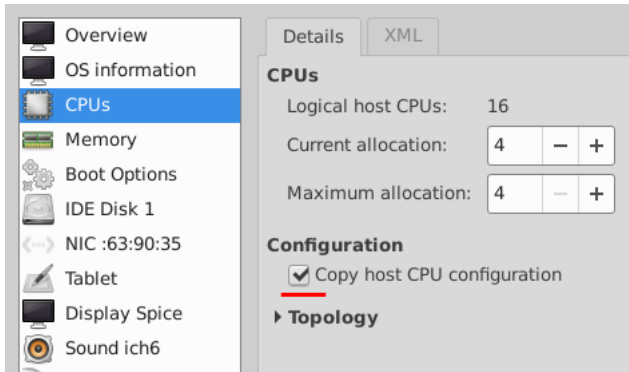 Overview
OS information
CPUs
Memory
Boot Options
IDE Disk 1
NIC :63:90:35
Tablet
Display Spice
Sound ich6
Details XML
CPUs
Logical host CPUs: 16
Current allocation: 4
Maximum allocation: 4
Configuration
Copy host CPU configuration
Topology